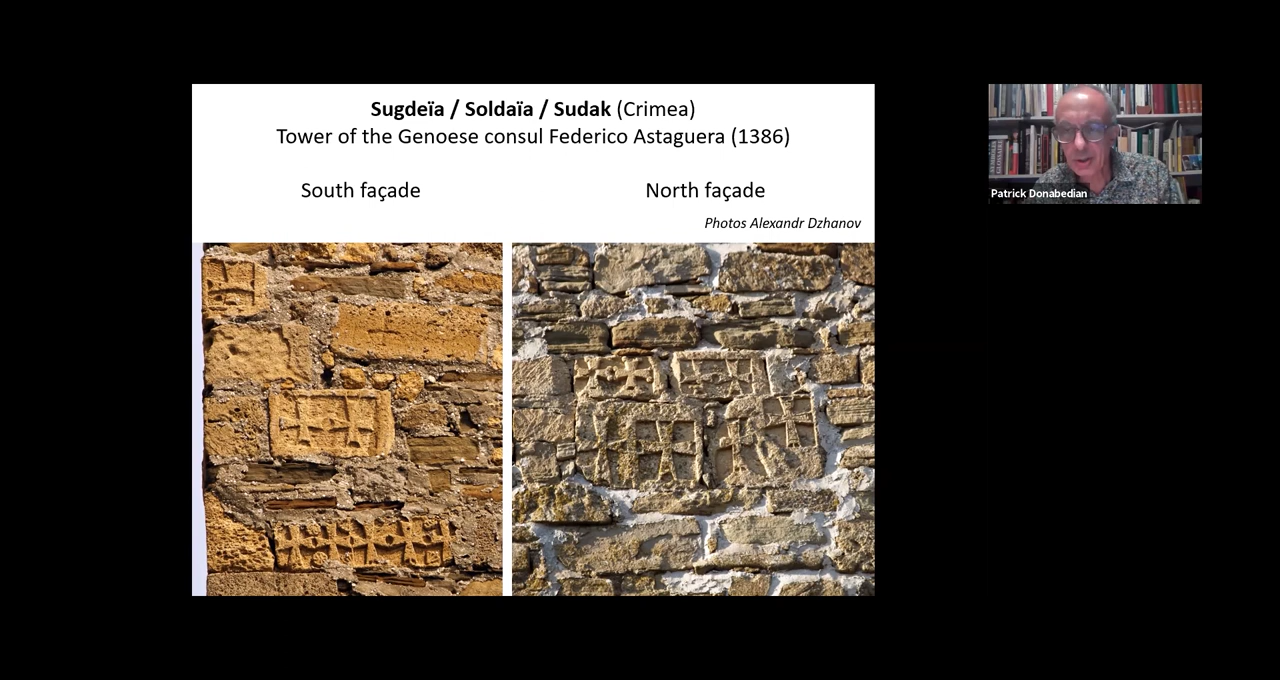 Sugdeïa / Soldaïa / Sudak (Crimea)
Tower of the Genoese consul Federico Astaguera (1386)
South façade
North façade
Photos Alexandr Dzhanov
Patrick Donabedian